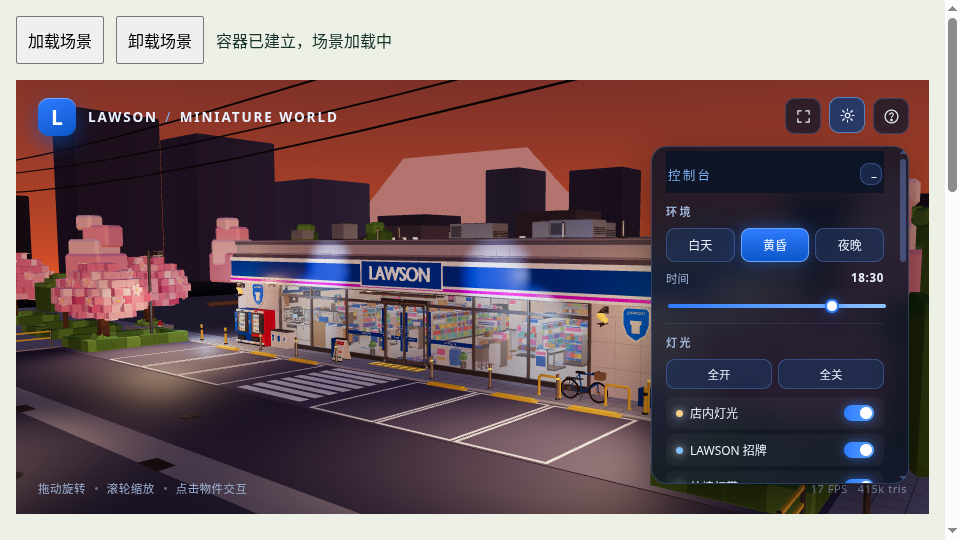 加载场景
卸载场景
容器已建立，场景加载中
L
LAWSON / MINIATURE WORLD
控制台
环境
白天
黄昏
夜晚
时间
18:30
灯光
全开
全关
店内灯光
LAWSON 招牌
LAWSON
拖动旋转 • 滚轮缩放 • 点击物件交互
17 FPS 415k tris